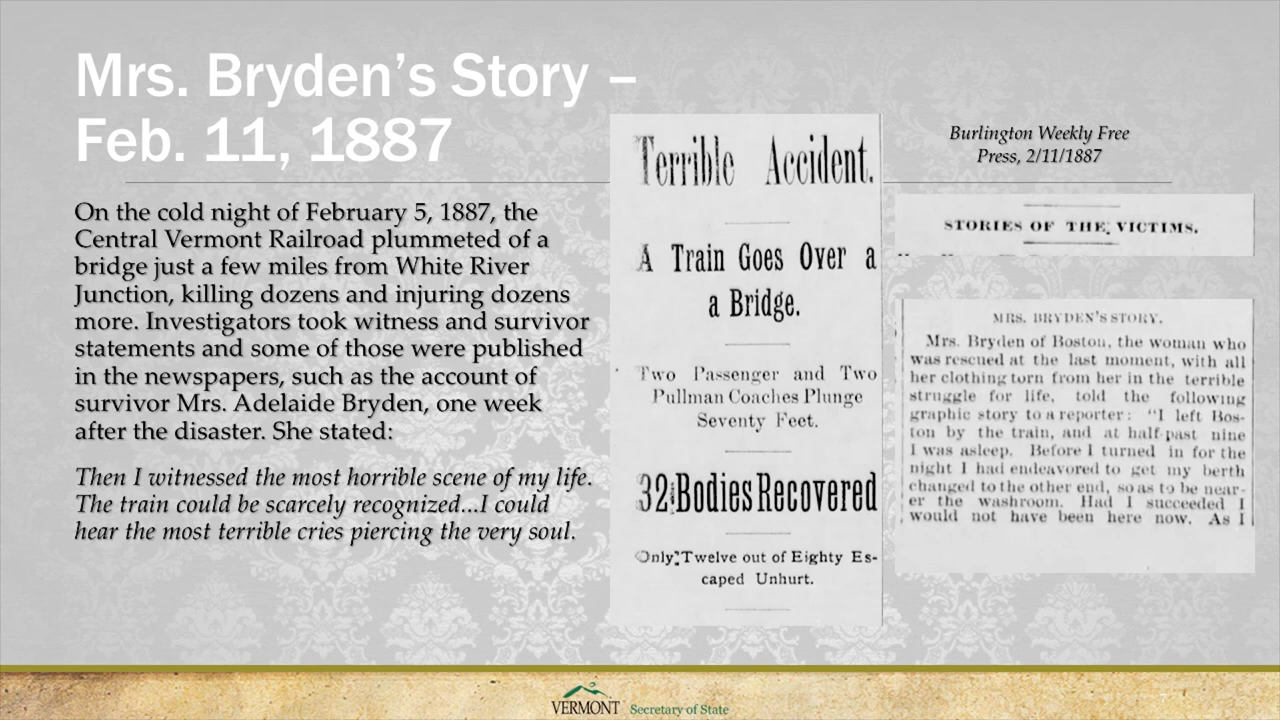 Mrs. Bryden’s Story –
Feb. 11, 1887
On the cold night of February 5, 1887, the
Central Vermont Railroad plummeted of a
bridge just a few miles from White River
Junction, killing dozens and injuring dozens
more. Investigators took witness and survivor
statements and some of those were published
in the newspapers, such as the account of
survivor Mrs. Adelaide Bryden, one week
after the disaster. She stated:
Then I witnessed the most horrible scene of my life.
The train could be scarcely recognized...I could
hear the most terrible cries piercing the very soul.
Terrible Accident.
A Train Goes Over a
a Bridge.
Two Passenger and Two
Pullman Coaches Plunge
Seventy Feet.
32 Bodies Recovered
Only Twelve out of Eighty Es-
caped Unhurt.
Burlington Weekly Free
Press, 2/11/1887
STORIES OF THE VICTIMS.
MRS. BRYDEN'S STORY.
Mrs. Bryden of Boston, the woman who
was rescued at the last moment, with all
her clothing torn from her in the terrible
struggle for life, told the following
graphic story to a reporter: "I left Bos-
ton by the train, and at half past nine
I was asleep. Before I turned in for the
night I had endeavored to get my berth
changed to the other end, so as to be near-
er the washroom. Had I succeeded I
would not have been here now. As I
VERMONT Secretary of State
7